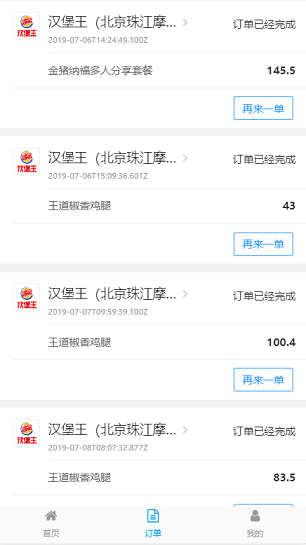 汉堡王（北京珠江摩...
订单已经完成
2019-07-06T14:24:49.100Z
汉堡王
金猪纳福多人分享套餐
145.5
再来一单
汉堡王（北京珠江摩...
订单已经完成
2019-07-06T15:09:36.601Z
汉堡王
王道椒香鸡腿
43
再来一单
汉堡王（北京珠江摩...
订单已经完成
2019-07-07T09:59:39.100Z
汉堡王
王道椒香鸡腿
100.4
再来一单
汉堡王（北京珠江摩...
订单已经完成
2019-07-08T08:07:32.877Z
汉堡王
王道椒香鸡腿
83.5
首页
订单
我的